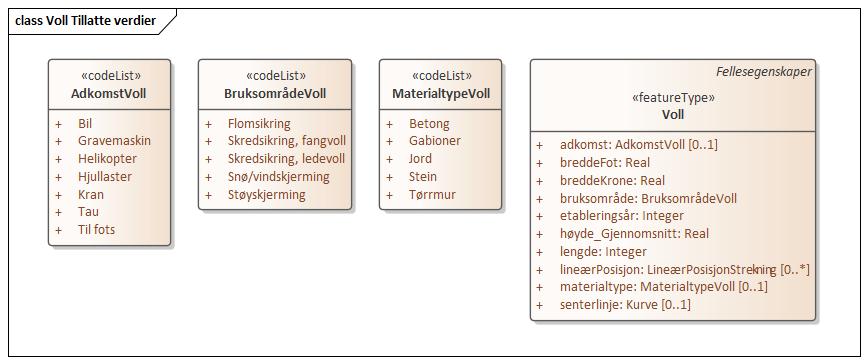 class Voll Tillatte verdier
«codeList»
AdkomstVoll
+ Bil
+ Gravemaskin
+ Helikopter
+ Hjullaster
+ Kran
+ Tau
+ Til fots
«codeList»
BruksområdeVoll
+ Flomsikring
+ Skredsikring, fangvoll
+ Skredsikring, ledevoll
+ Snø/vindskjerming
+ Støyskjerming
«codeList»
MaterialtypeVoll
+ Betong
+ Gabioner
+ Jord
+ Stein
+ Tørrmur
Fellesegenskaper
«featureType»
Voll
+ adkomst: AdkomstVoll [0..1]
+ breddeFot: Real
+ breddeKrone: Real
+ bruksområde: BruksområdeVoll
+ etableringsår: Integer
+ høyde_Gjennomsnitt: Real
+ lengde: Integer
+ lineærPosisjon: LineærPosisjonStrekning [0..*]
+ materialtype: MaterialtypeVoll [0..1]
+ senterlinje: Kurve [0..1]